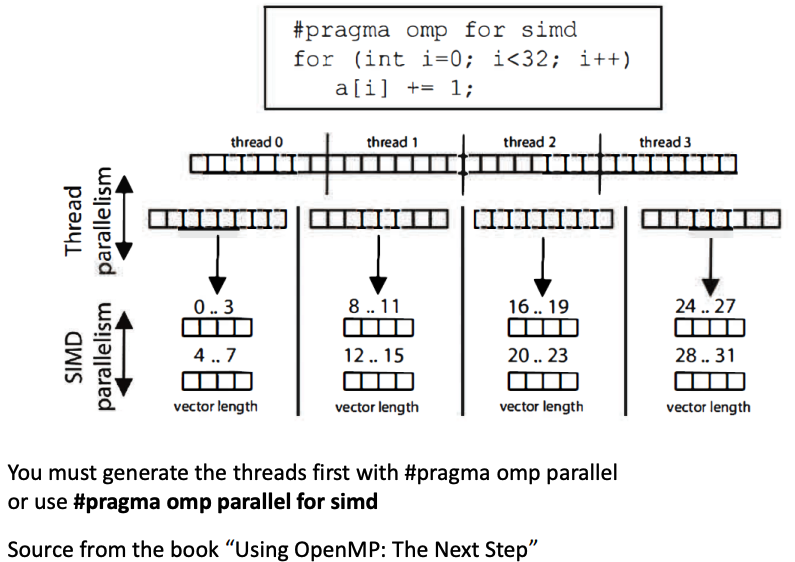 #pragma omp for simd
for (int i=0; i<32; i++)
a[i] += 1;
thread 0 thread 1 thread 2 thread 3
Thread
parallelism
SIMD
parallelism
0 .. 3 8 .. 11 16 .. 19 24 .. 27
4 .. 7 12 .. 15 20 .. 23 28 .. 31
vector length vector length vector length vector length
You must generate the threads first with #pragma omp parallel
or use #pragma omp parallel for simd
Source from the book “Using OpenMP: The Next Step”